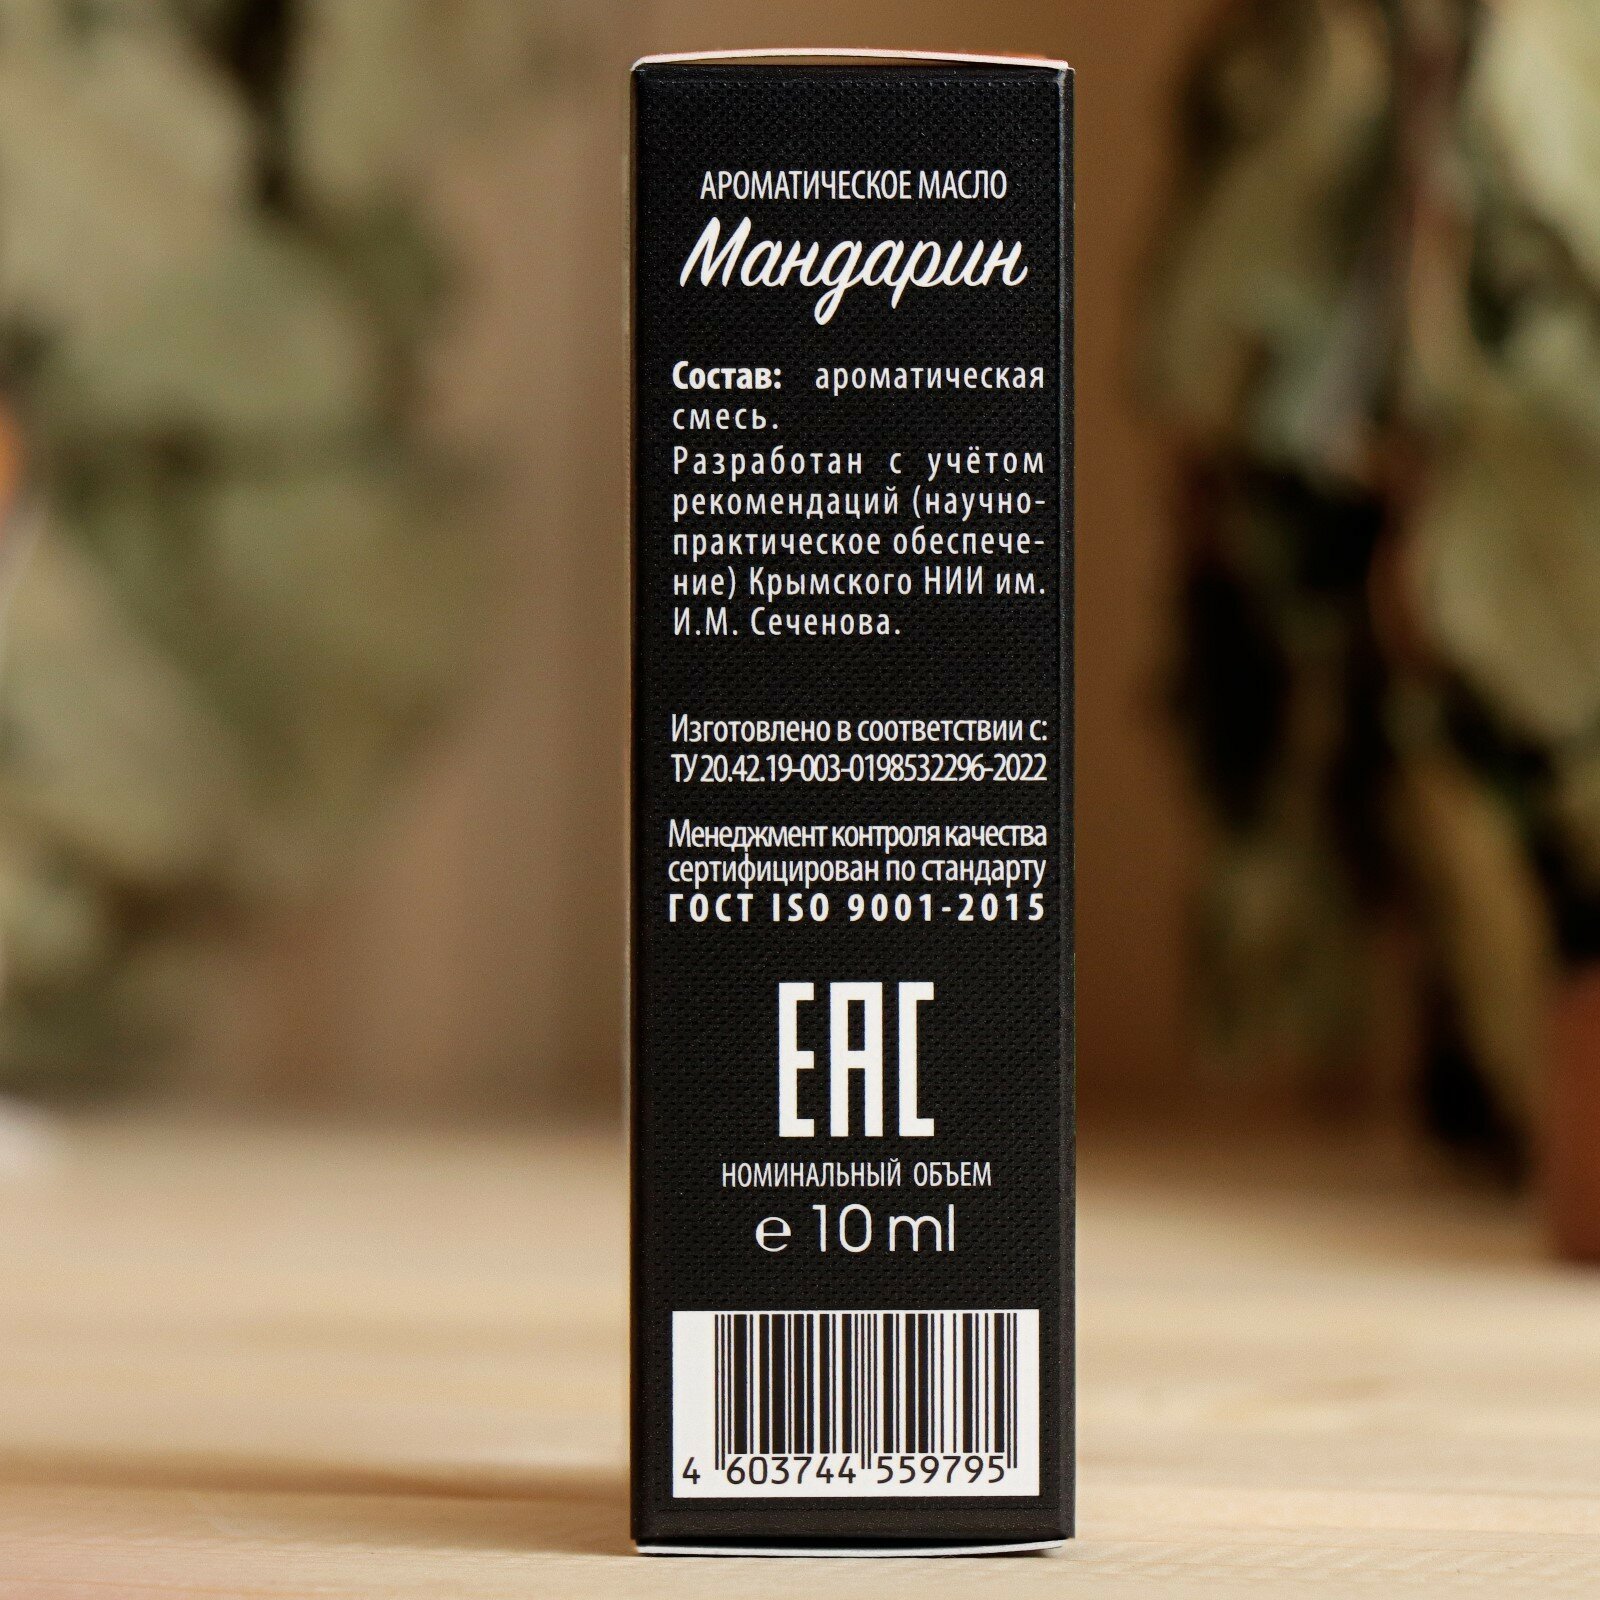 АРОМАТИЧЕСКОЕ МАСЛО
Мандарин
Состав: ароматическая
смесь.
Разработан с учётом
рекомендаций (научно-
практическое обеспече-
ние) Крымского НИИ им.
И.М. Сеченова.
Изготовлено в соответствии с:
ТУ 20.42.19-003-0198532296-2022
Менеджмент контроля качества
сертифицирован по стандарту
ГОСТ ISO 9001-2015
ЕАС
НОМИНАЛЬНЫЙ ОБЪЕМ
℮ 10 ml
4 603744 559795